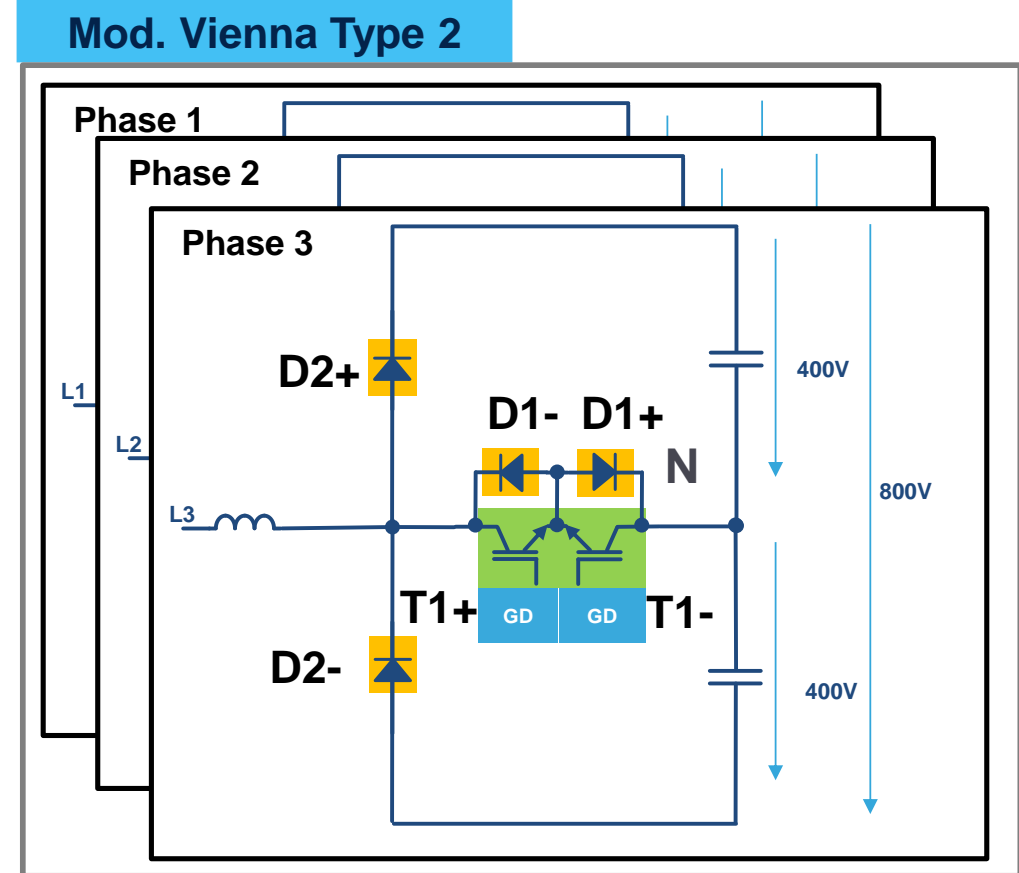 Mod. Vienna Type 2
Phase 1
Phase 2
Phase 3
D2+
400V
L1
D1- D1+
L2
N
800V
L3
T1+
GD
GD
T1-
D2-
400V